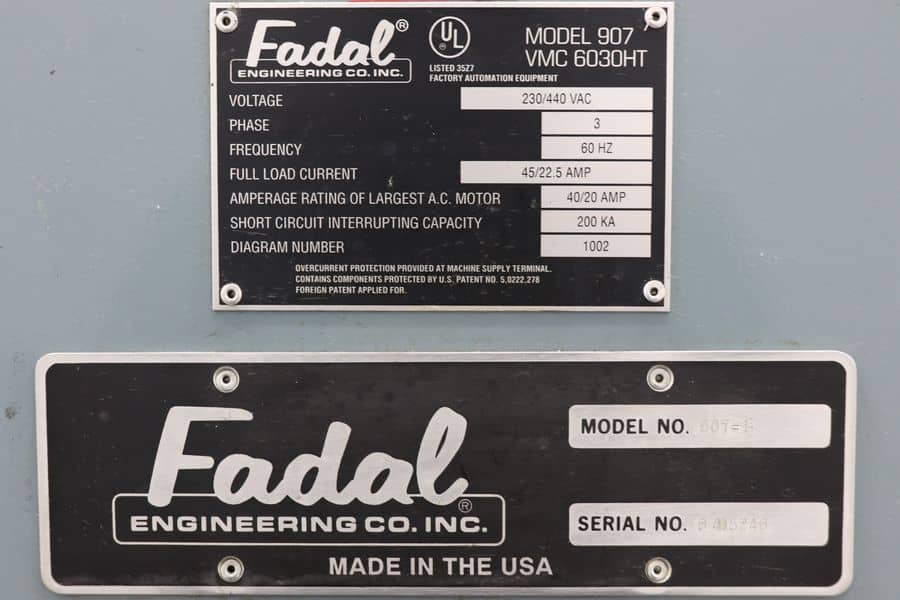 Fadal®
ENGINEERING CO. INC.
UL ®
LISTED 35Z7
FACTORY AUTOMATION EQUIPMENT
MODEL 907
VMC 6030HT
VOLTAGE 230/440 VAC
PHASE 3
FREQUENCY 60 HZ
FULL LOAD CURRENT 45/22.5 AMP
AMPERAGE RATING OF LARGEST A.C. MOTOR 40/20 AMP
SHORT CIRCUIT INTERRUPTING CAPACITY 200 KA
DIAGRAM NUMBER 1002
OVERCURRENT PROTECTION PROVIDED AT MACHINE SUPPLY TERMINAL.
CONTAINS COMPONENTS PROTECTED BY U.S. PATENT NO. 5,0222,278
FOREIGN PATENT APPLIED FOR.
Fadal®
ENGINEERING CO. INC.
MADE IN THE USA
MODEL NO.
SERIAL NO.